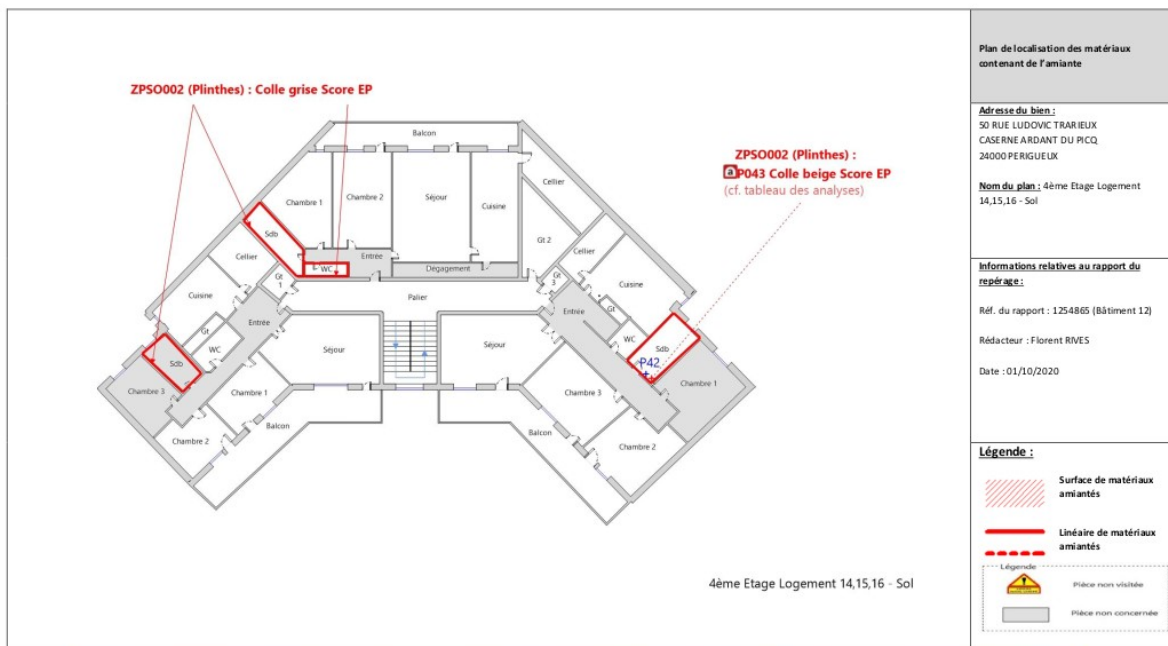 ZPSO002 (Plinthes) : Colle grise Score EP
ZPSO002 (Plinthes) :
a P043 Colle beige Score EP
(cf. tableau des analyses)
Balcon
Cellier
Chambre 1
Chambre 2
Séjour
Cuisine
Sdb
Gt 2
Cellier
Cellier
WC
Entrée
Dégagement
Gt
1
Gt
3
Cuisine
Cuisine
Palier
Gt
Entrée
Entrée
Gt
WC
WC
Sdb
Sdb
Séjour
Séjour
P42
Chambre 3
Chambre 1
Chambre 3
Chambre 1
Chambre 2
Balcon
Balcon
Chambre 2
4ème Etage Logement 14,15,16 - Sol
Plan de localisation des matériaux
contenant de l'amiante
Adresse du bien :
50 RUE LUDOVIC TRARIEUX
CASERNE ARDANT DU PICQ
24000 PERIGUEUX
Nom du plan : 4ème Etage Logement
14,15,16 - Sol
Informations relatives au rapport du
repérage :
Réf. du rapport : 1254865 (Bâtiment 12)
Rédacteur : Florent RIVES
Date : 01/10/2020
Légende :
Surface de matériaux
amiantés
Linéaire de matériaux
amiantés
Légende
Pièce non visitée
Pièce non concernée